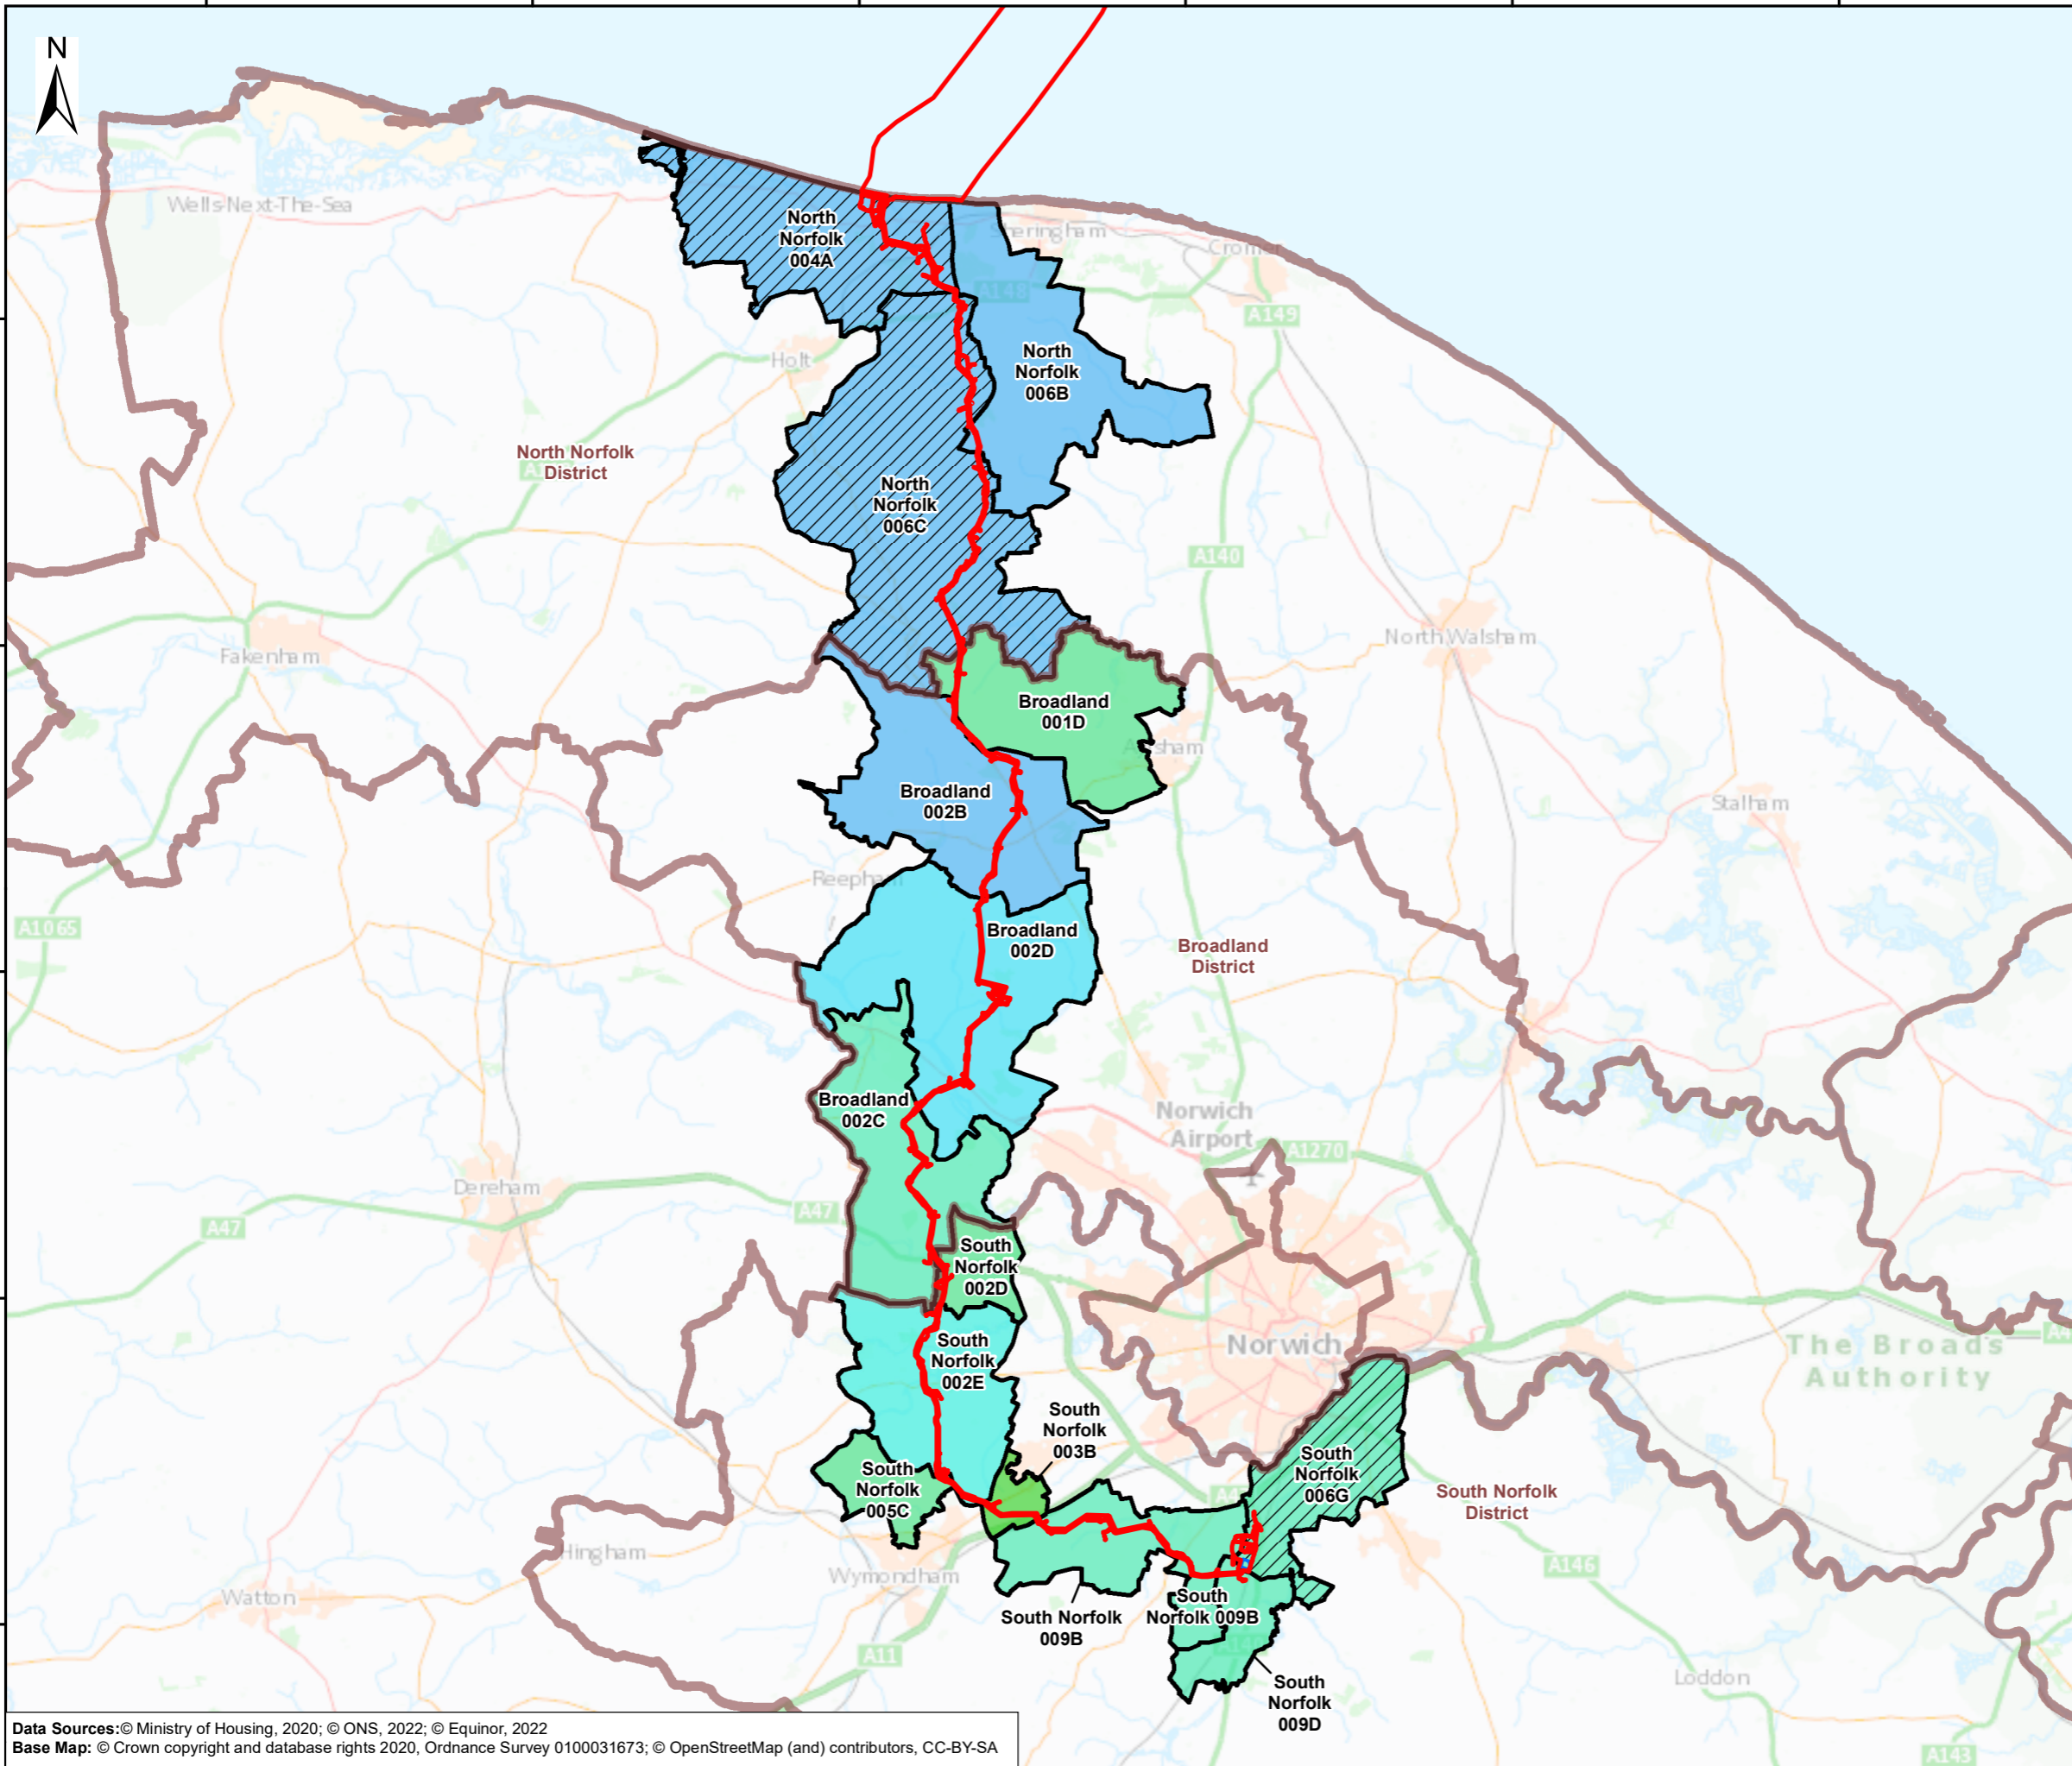 N
Wells-Next-The-Sea
North
Norfolk
004A
Sheringham
Cromer
A148
A149
Holt
North
Norfolk
006B
North Norfolk
District
North
Norfolk
006C
A140
North Walsham
Fakenham
Broadland
001D
Aylsham
Broadland
002B
Stalham
Reepham
A1065
Broadland
002D
Broadland
District
Broadland
002C
Norwich
Airport
A1270
Dereham
A47
A47
South
Norfolk
002D
Norwich
The Broads
Authority
South
Norfolk
002E
South
Norfolk
003B
South
Norfolk
005C
South
Norfolk
006G
South Norfolk
District
Hingham
Wymondham
A146
Watton
South Norfolk
009B
South
Norfolk 009B
A11
South
Norfolk
009D
Loddon
A143
Data Sources:© Ministry of Housing, 2020; © ONS, 2022; © Equinor, 2022
Base Map: © Crown copyright and database rights 2020, Ordnance Survey 0100031673; © OpenStreetMap (and) contributors, CC-BY-SA